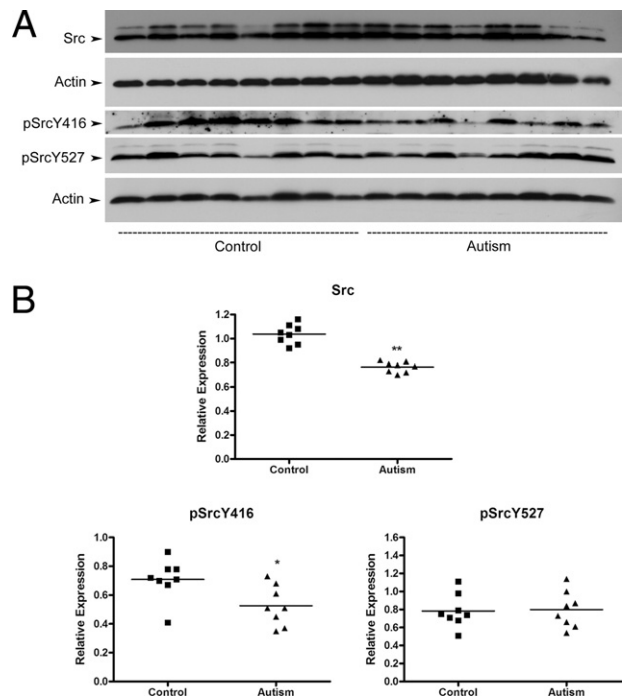 A
Src
Actin
pSrcY416
pSrcY527
Actin
Control Autism
B
Src
Relative Expression
1.2
1.0
0.8
0.6
0.4
0.2
0.0
**
Control Autism
pSrcY416
Relative Expression
1.0
0.8
0.6
0.4
0.2
0.0
*
Control Autism
pSrcY527
Relative Expression
1.6
1.4
1.2
1.0
0.8
0.6
0.4
0.2
0.0
Control Autism